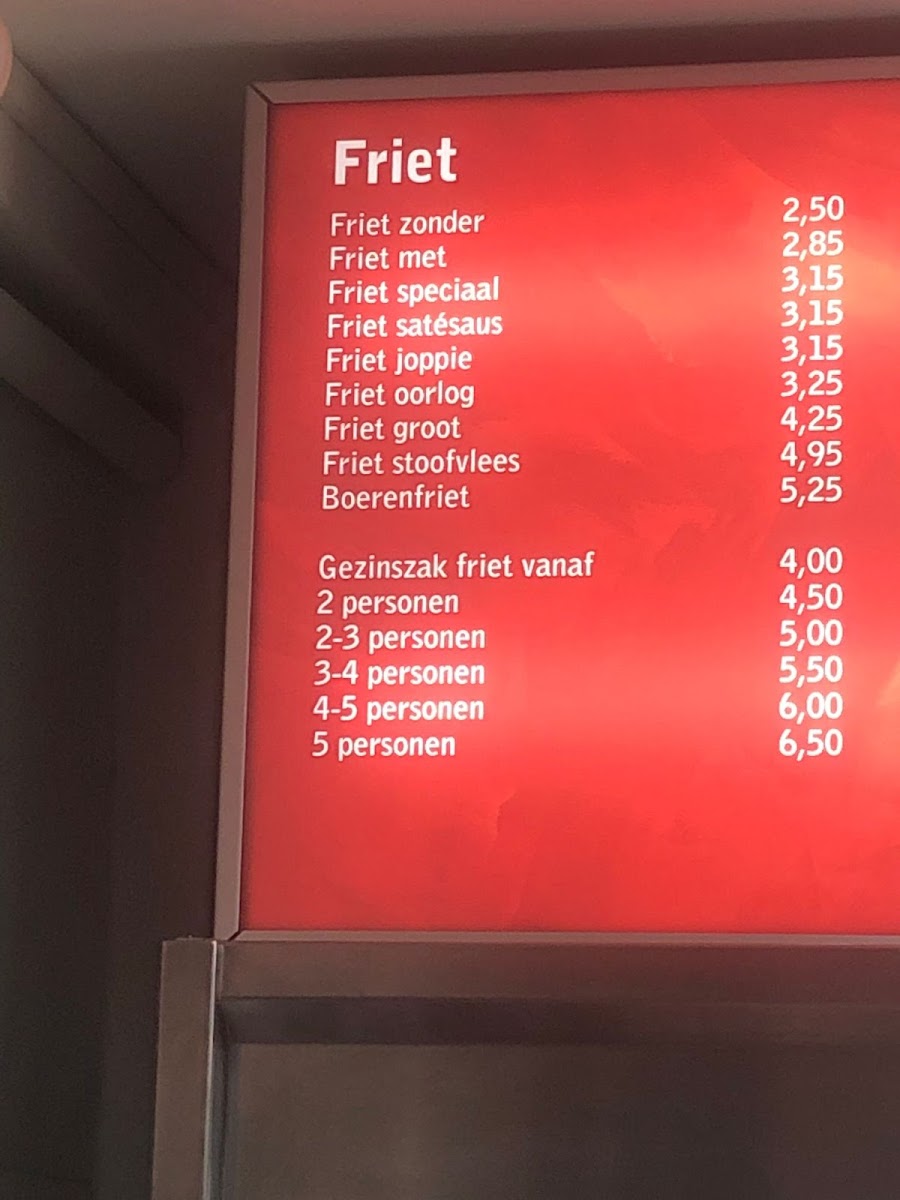 Friet
Friet zonder 2,50
Friet met 2,85
Friet speciaal 3,15
Friet satésaus 3,15
Friet joppie 3,15
Friet oorlog 3,25
Friet groot 4,25
Friet stoofvlees 4,95
Boerenfriet 5,25
Gezinszak friet vanaf 4,00
2 personen 4,50
2-3 personen 5,00
3-4 personen 5,50
4-5 personen 6,00
5 personen 6,50